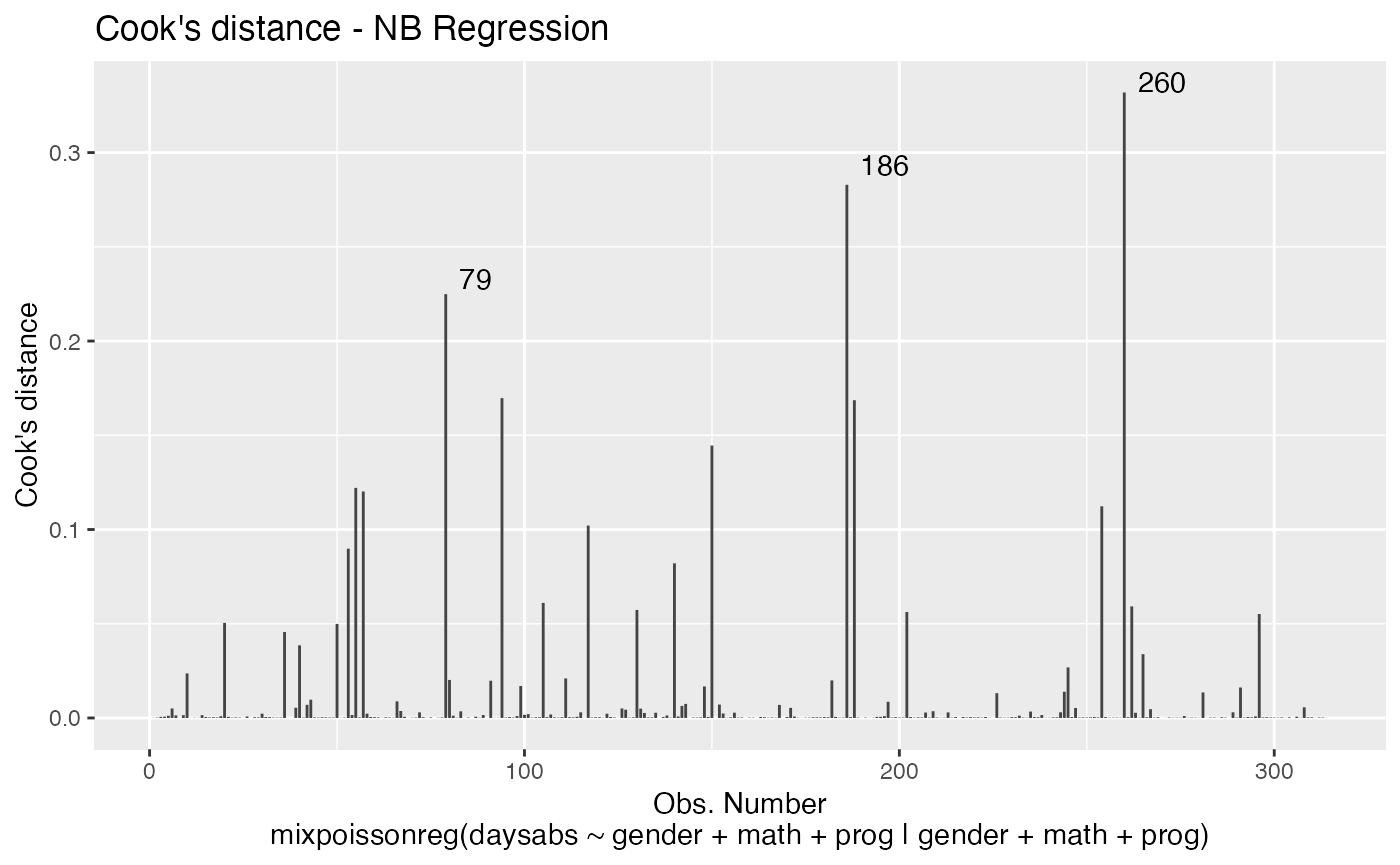 Cook's distance - NB Regression
260
0.3
186
79
0.2
Cook's distance
0.1
0.0
0 100 200 300
Obs. Number
mixpoissonreg(daysabs ~ gender + math + prog | gender + math + prog)